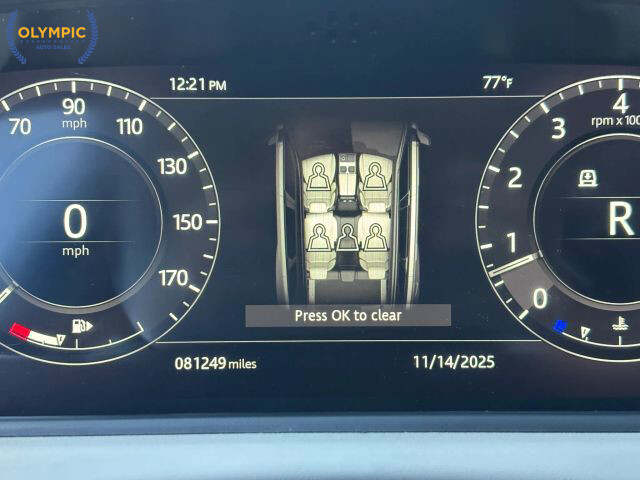 OLYMPIC
AUTO SALES
12:21 PM
77°F
70
90
mph
110
130
150
170
0
mph
4
rpm x100
3
2
1
0
R
Press OK to clear
081249 miles
11/14/2025